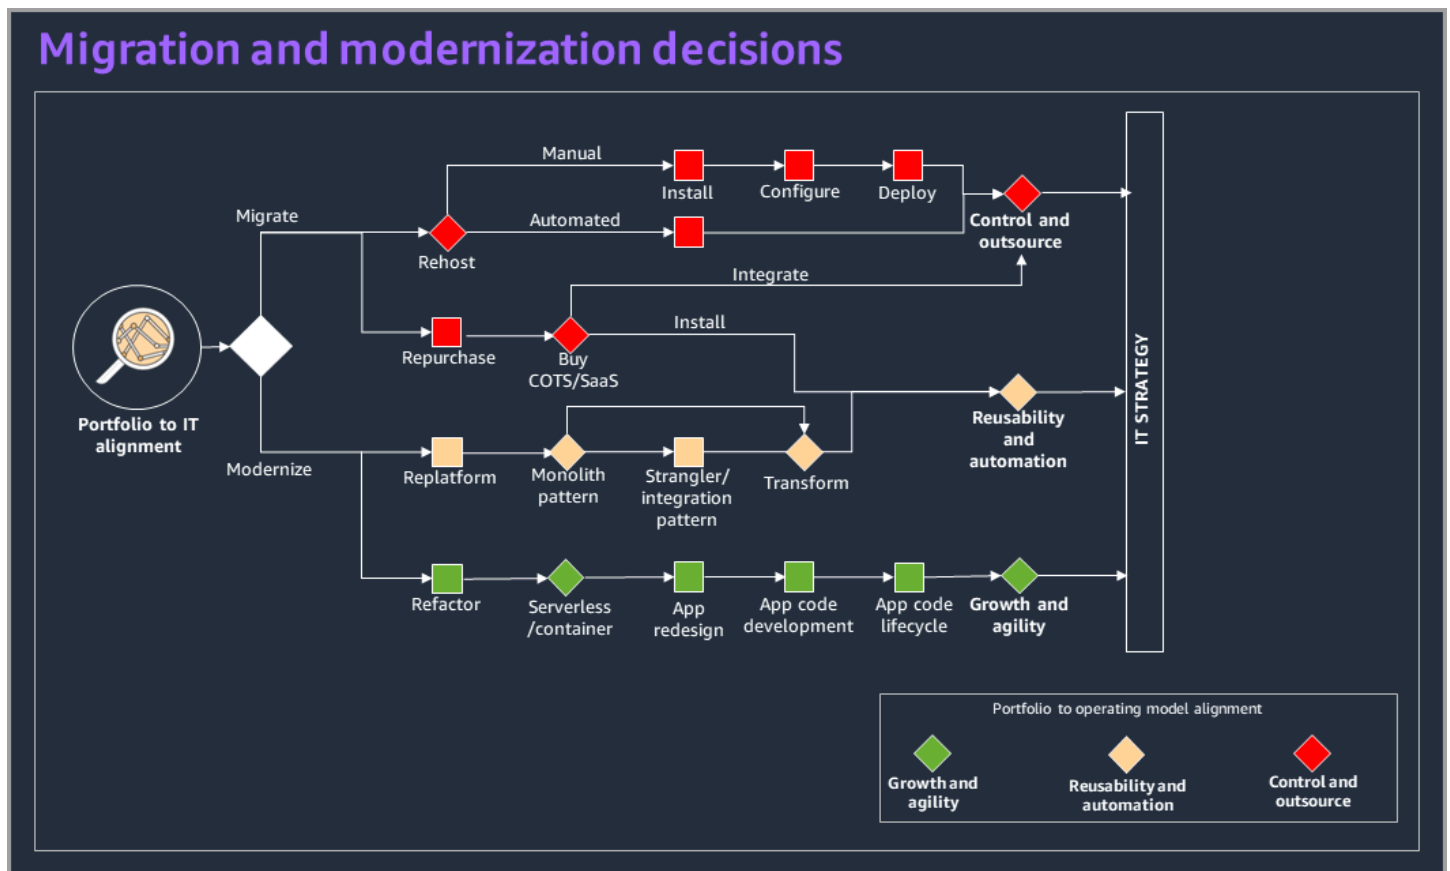 Migration and modernization decisions
Manual
Install
Configure
Deploy
Migrate
Automated
Control and
outsource
Rehost
Integrate
Install
Repurchase
Buy
COTS/SaaS
Portfolio to IT
alignment
Reusability
and
automation
IT STRATEGY
Modernize
Replatform
Monolith
pattern
Strangler/
integration
pattern
Transform
Refactor
Serverless
/container
App
redesign
App code
development
App code
lifecycle
Growth and
agility
Portfolio to operating model alignment
Growth and
agility
Reusability and
automation
Control and
outsource